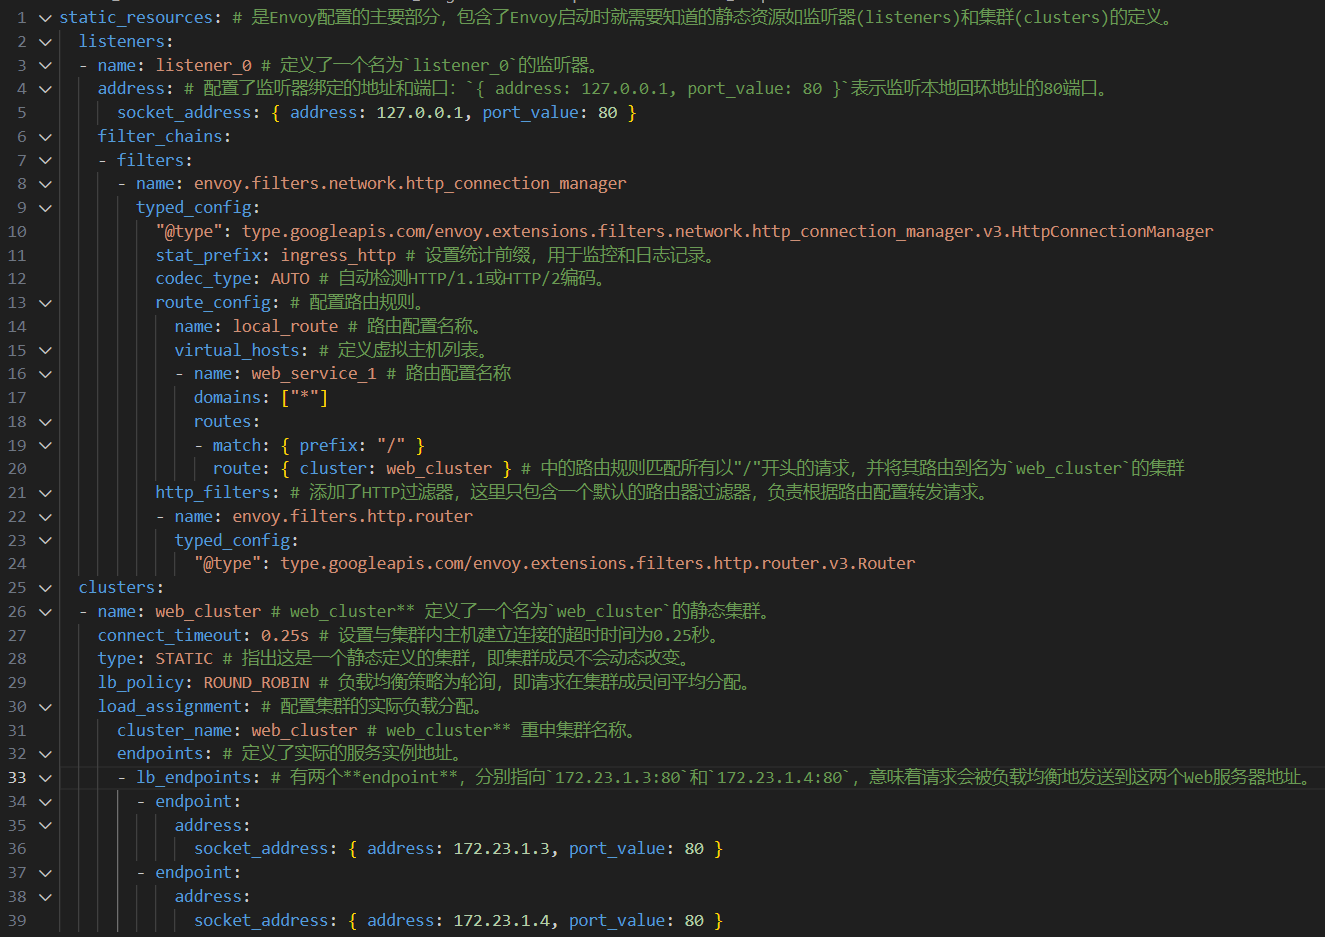 1 static_resources: # 是Envoy配置的主要部分，包含了Envoy启动时就需要知道的静态资源如监听器(listeners)和集群(clusters)的定义。
2 listeners:
3 - name: listener_0 # 定义了一个名为`listener_0`的监听器。
4 address: # 配置了监听器绑定的地址和端口：`{ address: 127.0.0.1, port_value: 80 }`表示监听本地回环地址的80端口。
5 socket_address: { address: 127.0.0.1, port_value: 80 }
6 filter_chains:
7 - filters:
8 - name: envoy.filters.network.http_connection_manager
9 typed_config:
10 "@type": type.googleapis.com/envoy.extensions.filters.network.http_connection_manager.v3.HttpConnectionManager
11 stat_prefix: ingress_http # 设置统计前缀，用于监控和日志记录。
12 codec_type: AUTO # 自动检测HTTP/1.1或HTTP/2编码。
13 route_config: # 配置路由规则。
14 name: local_route # 路由配置名称。
15 virtual_hosts: # 定义虚拟主机列表。
16 - name: web_service_1 # 路由配置名称
17 domains: ["*"]
18 routes:
19 - match: { prefix: "/" }
20 route: { cluster: web_cluster } # 中的路由规则匹配所有以"/"开头的请求，并将其路由到名为`web_cluster`的集群
21 http_filters: # 添加了HTTP过滤器，这里只包含一个默认的路由器过滤器，负责根据路由配置转发请求。
22 - name: envoy.filters.http.router
23 typed_config:
24 "@type": type.googleapis.com/envoy.extensions.filters.http.router.v3.Router
25 clusters:
26 - name: web_cluster # web_cluster** 定义了一个名为`web_cluster`的静态集群。
27 connect_timeout: 0.25s # 设置与集群内主机建立连接的超时时间为0.25秒。
28 type: STATIC # 指出这是一个静态定义的集群，即集群成员不会动态改变。
29 lb_policy: ROUND_ROBIN # 负载均衡策略为轮询，即请求在集群成员间平均分配。
30 load_assignment: # 配置集群的实际负载分配。
31 cluster_name: web_cluster # web_cluster** 重申集群名称。
32 endpoints: # 定义了实际的服务实例地址。
33 - lb_endpoints: # 有两个**endpoint**，分别指向`172.23.1.3:80`和`172.23.1.4:80`，意味着请求会被负载均衡地发送到这两个Web服务器地址。
34 - endpoint:
35 address:
36 socket_address: { address: 172.23.1.3, port_value: 80 }
37 - endpoint:
38 address:
39 socket_address: { address: 172.23.1.4, port_value: 80 }